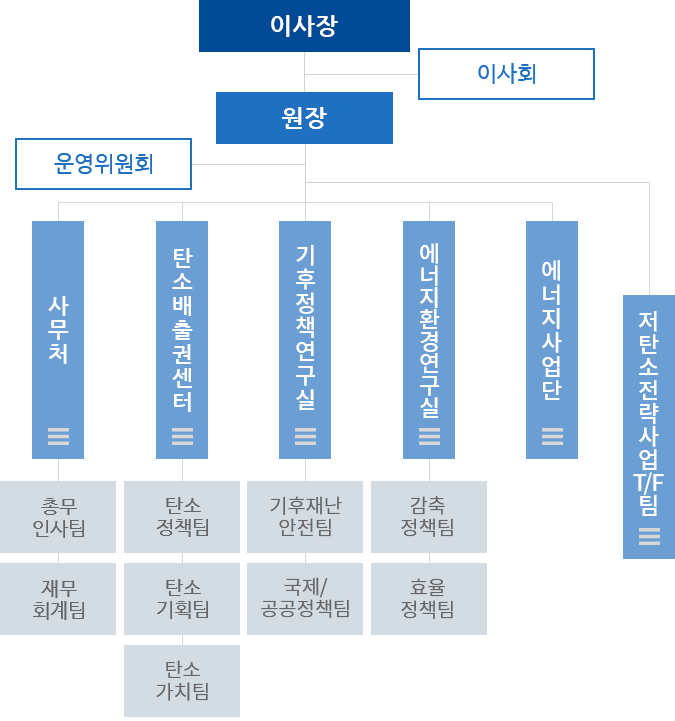 이사장
이사회
원장
운영위원회
사무처
탄소배출권센터
기후정책연구실
에너지환경연구실
에너지사업단
저탄소전략사업T/F팀
총무
인사팀
재무
회계팀
탄소
정책팀
탄소
기획팀
탄소
가치팀
기후재난
안전팀
국제/
공공정책팀
감축
정책팀
효율
정책팀